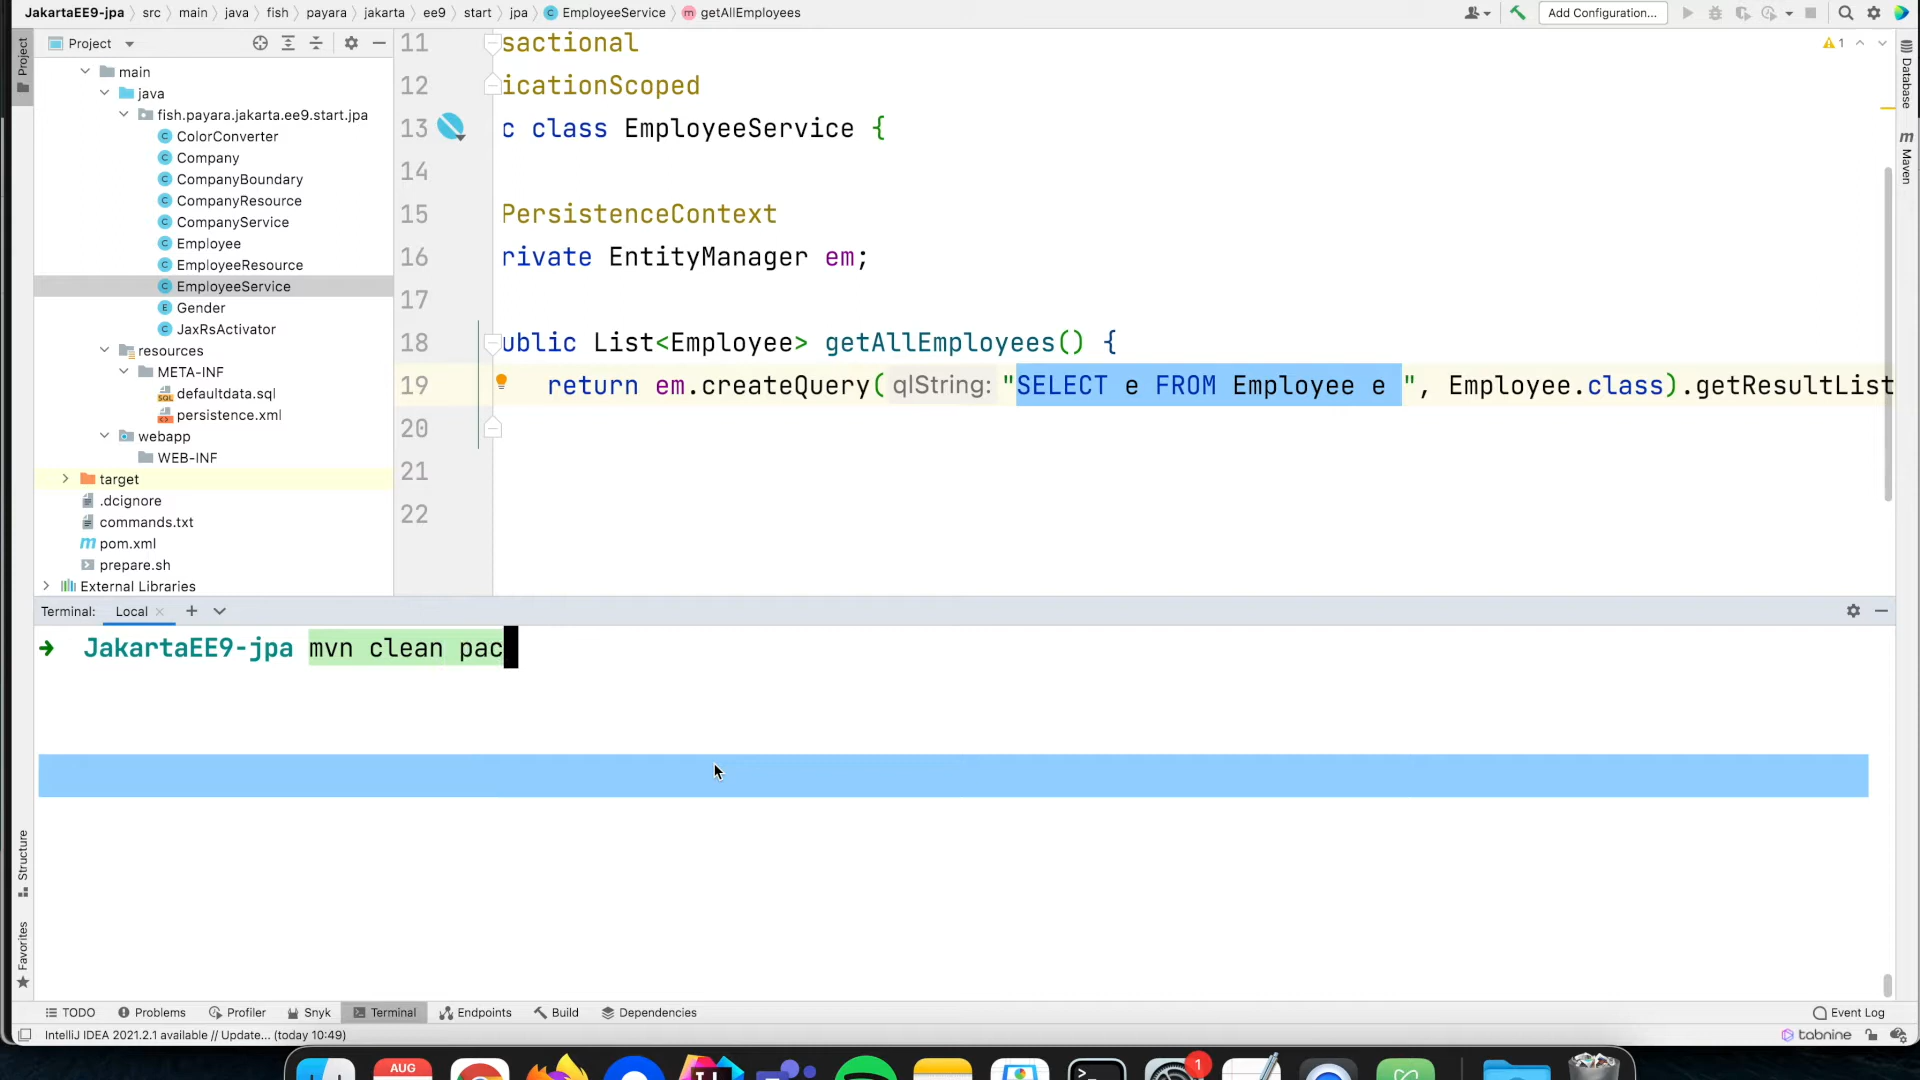 JakartaEE9-jpa src main java fish payara jakarta ee9 start jpa EmployeeService getAllEmployees Add Configuration...
Project
Project
main
java
fish.payara.jakarta.ee9.start.jpa
ColorConverter
Company
CompanyBoundary
CompanyResource
CompanyService
Employee
EmployeeResource
EmployeeService
Gender
JaxRsActivator
resources
META-INF
defaultdata.sql
persistence.xml
webapp
WEB-INF
target
.dcignore
commands.txt
pom.xml
prepare.sh
External Libraries
11 sactional
12 icationScoped
13 c class EmployeeService {
14
15 PersistenceContext
16 rivate EntityManager em;
17
18 ublic List<Employee> getAllEmployees() {
19 return em.createQuery( qlString: "SELECT e FROM Employee e ", Employee.class).getResultList
20
21
22
1
Database
m Maven
Terminal: Local
JakartaEE9-jpa mvn clean pac
Structure
Favorites
TODO Problems Profiler Snyk Terminal Endpoints Build Dependencies Event Log
IntelliJ IDEA 2021.2.1 available // Update... (today 10:49) tabnine
AUG
1